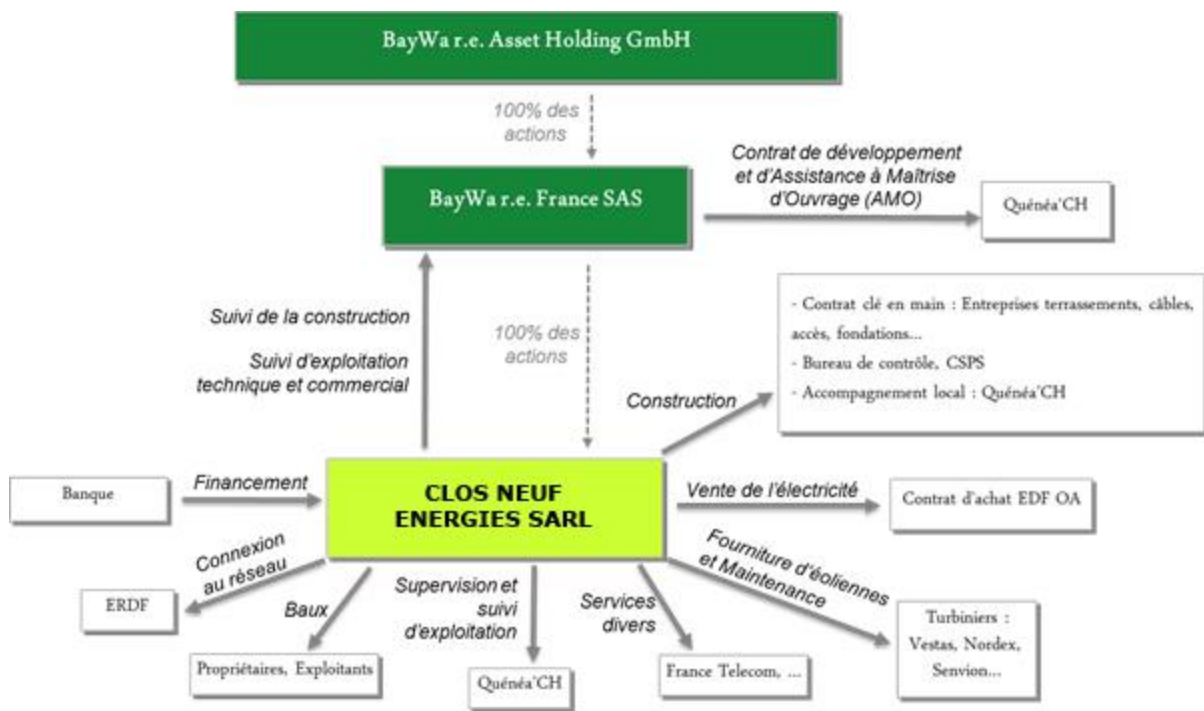 BayWa r.e. Asset Holding GmbH
100% des
actions
BayWa r.e. France SAS
Contrat de développement
et d'Assistance à Maîtrise
d'Ouvrage (AMO)
Quénéa'CH
Suivi de la construction
Suivi d'exploitation
technique et commercial
100% des
actions
Construction
- Contrat clé en main : Entreprises terrassements, câbles,
accès, fondations...
- Bureau de contrôle, CSPS
- Accompagnement local : Quénéa'CH
Banque
Financement
CLOS NEUF
ENERGIES SARL
Vente de l'électricité
Contrat d'achat EDF OA
Connexion
au réseau
ERDF
Baux
Propriétaires, Exploitants
Supervision et
suivi
d'exploitation
Quénéa'CH
Services
divers
France Telecom, ...
Fourniture d'éoliennes
et Maintenance
Turbiniers :
Vestas, Nordex,
Senvion...